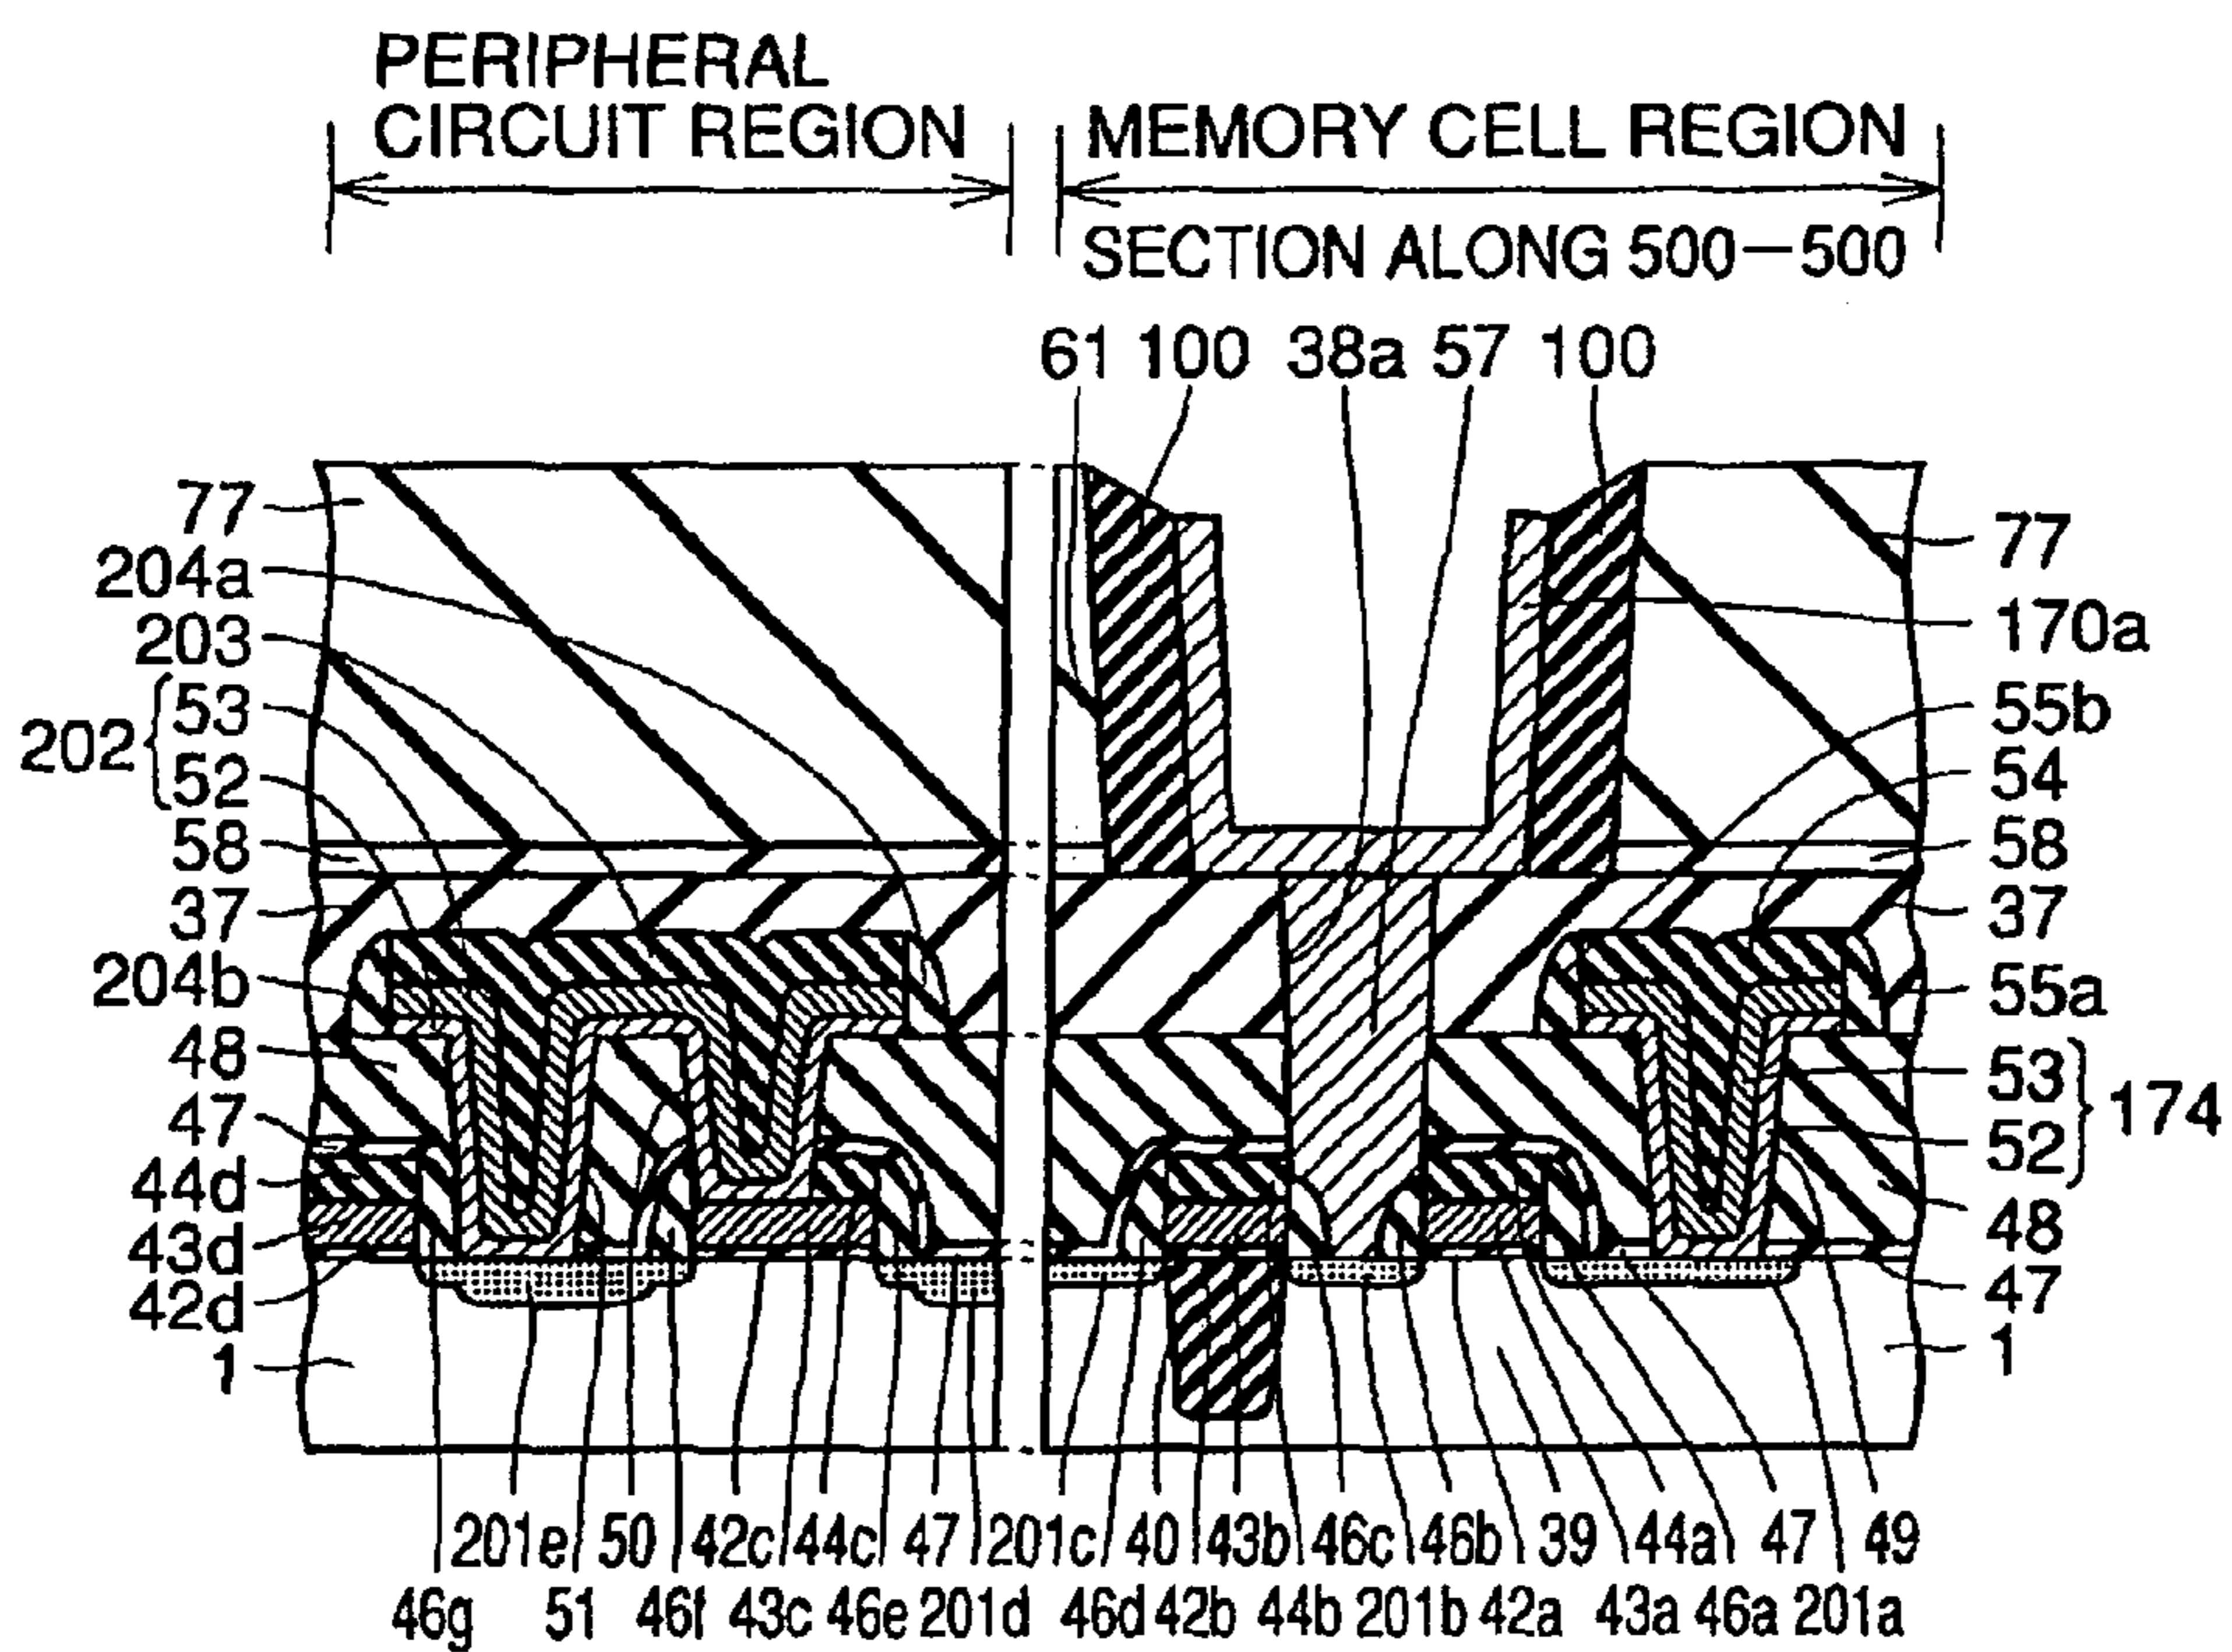 PERIPHERAL
CIRCUIT REGION
MEMORY CELL REGION
SECTION ALONG 500–500
61 100 38a 57 100
77
204a
203
202 { 53
52
58
37
204b
48
47
44d
43d
42d
1
77
170a
55b
54
58
37
55a
53 } 174
52
48
47
1
201e 50 42c 44c 47 201c 40 43b 46c 46b 39 44a 47 49
46g 51 46f 43c 46e 201d 46d 42b 44b 201b 42a 43a 46a 201a